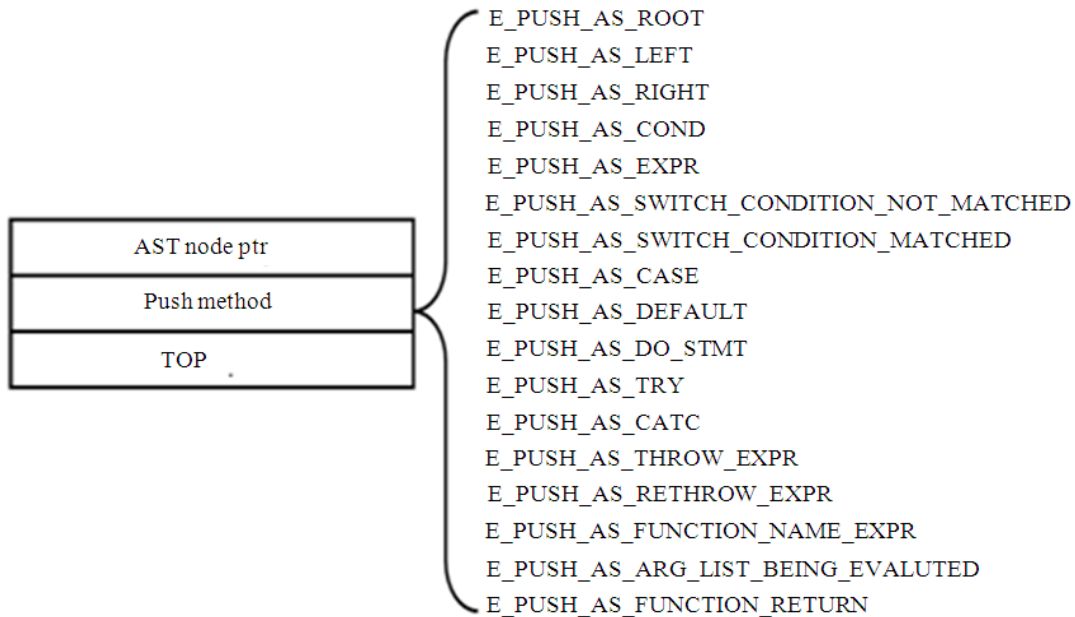 E_PUSH_AS_ROOT
E_PUSH_AS_LEFT
E_PUSH_AS_RIGHT
E_PUSH_AS_COND
E_PUSH_AS_EXPR
E_PUSH_AS_SWITCH_CONDITION_NOT_MATCHED
E_PUSH_AS_SWITCH_CONDITION_MATCHED
E_PUSH_AS_CASE
E_PUSH_AS_DEFAULT
E_PUSH_AS_DO_STMT
E_PUSH_AS_TRY
E_PUSH_AS_CATC
E_PUSH_AS_THROW_EXPR
E_PUSH_AS_RETHROW_EXPR
E_PUSH_AS_FUNCTION_NAME_EXPR
E_PUSH_AS_ARG_LIST_BEING_EVALUTED
E_PUSH_AS_FUNCTION_RETURN
AST node ptr
Push method
TOP